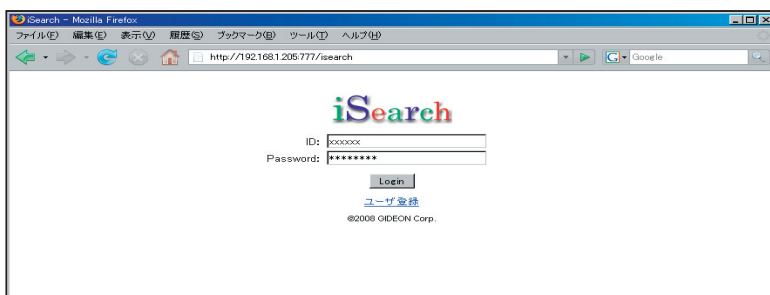 iSearch - Mozilla Firefox
ファイル(F) 編集(E) 表示(V) 履歴(S) ブックマーク(B) ツール(T) ヘルプ(H)
http://192.168.1.205:777/isearch
G Google
iSearch
ID: xxxxxx
Password: ********
Login
ユーザ登録
©2008 GIDEON Corp.